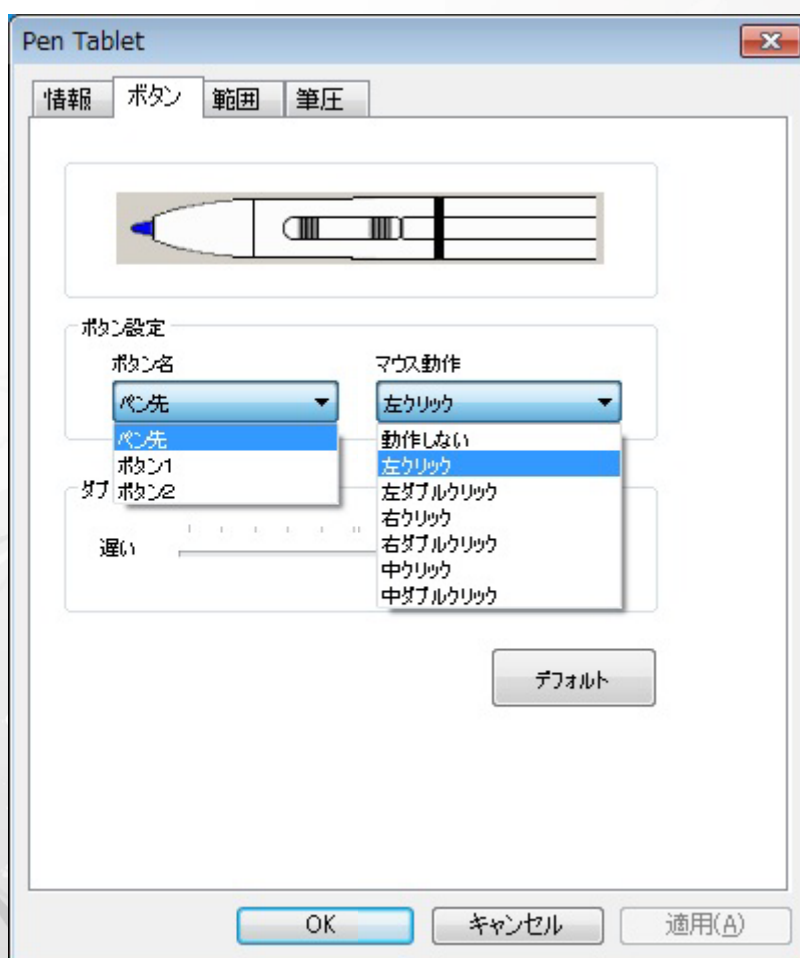 Pen Tablet
情報 ボタン 範囲 筆圧
ボタン設定
ボタン名 マウス動作
ペン先 左クリック
ペン先
ボタン1
ボタン2
動作しない
左クリック
左ダブルクリック
右クリック
右ダブルクリック
中クリック
中ダブルクリック
ダブ
遅い
デフォルト
OK キャンセル 適用(A)